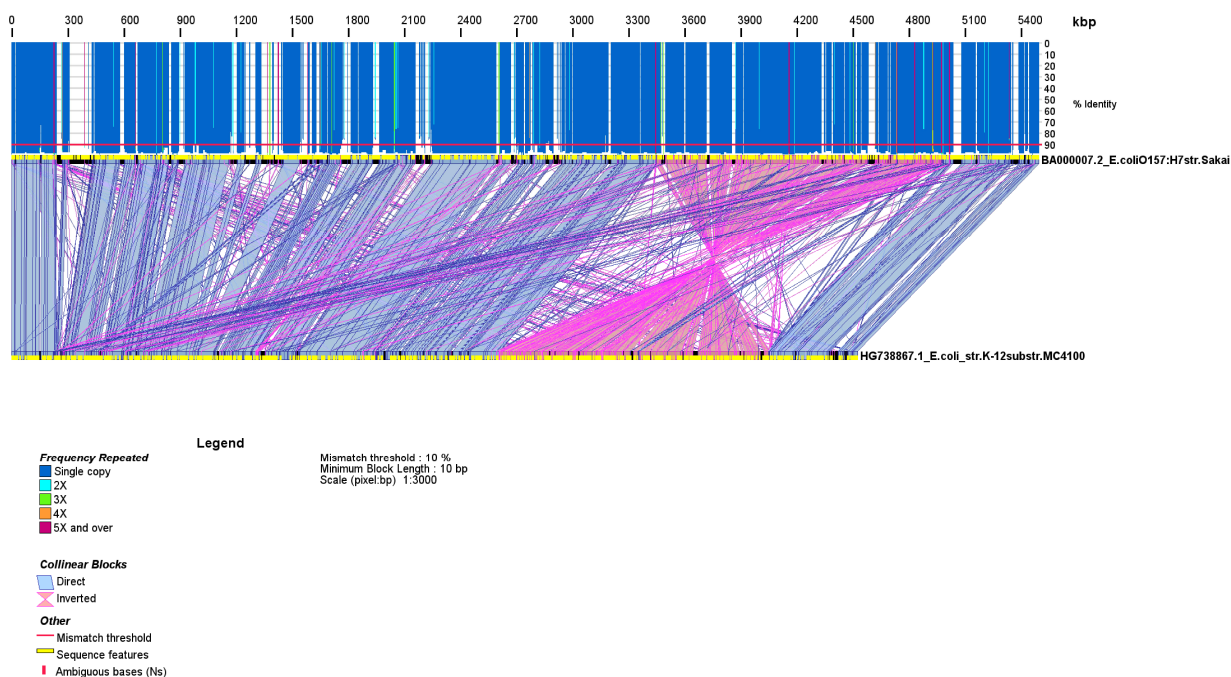 0 300 600 900 1200 1500 1800 2100 2400 2700 3000 3300 3600 3900 4200 4500 4800 5100 5400 kbp
0
10
20
30
40
50
60
70
80
90
% Identity
BA000007.2_E.coliO157:H7str.Sakai
HG738867.1_E.coli_str.K-12substr.MC4100
Legend
Frequency Repeated
Single copy
2X
3X
4X
5X and over
Mismatch threshold : 10 %
Minimum Block Length : 10 bp
Scale (pixel:bp) 1:3000
Collinear Blocks
Direct
Inverted
Other
Mismatch threshold
Sequence features
Ambiguous bases (Ns)